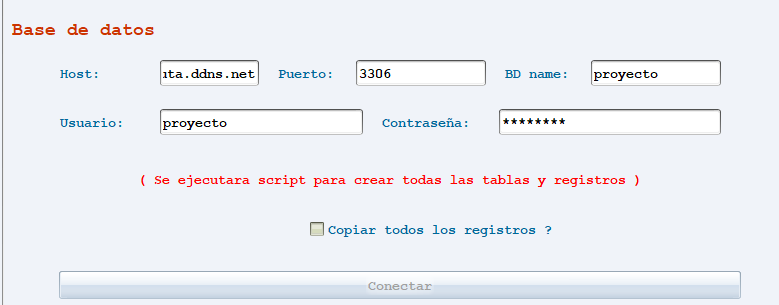 Base de datos
Host: ıta.ddns.net Puerto: 3306 BD name: proyecto
Usuario: proyecto Contraseña: ********
( Se ejecutara script para crear todas las tablas y registros )
Copiar todos los registros ?
Conectar